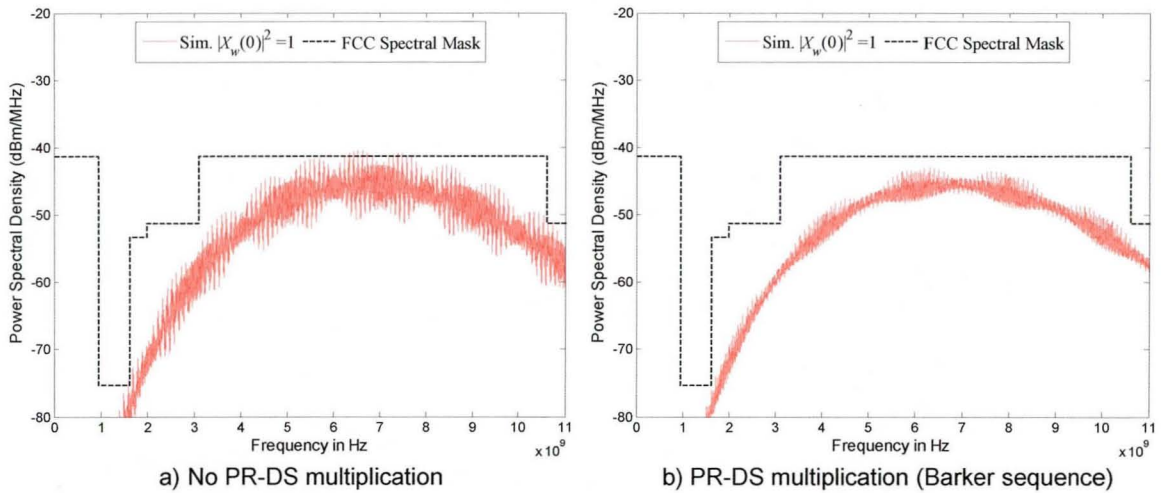 -20
-30
-40
-50
-60
-70
-80
Power Spectral Density (dBm/MHz)
Sim. |X_w(0)|² =1 FCC Spectral Mask
0 1 2 3 4 5 6 7 8 9 10 11
x 10⁹
Frequency in Hz
a) No PR-DS multiplication
-20
-30
-40
-50
-60
-70
-80
Power Spectral Density (dBm/MHz)
Sim. |X_w(0)|² =1 FCC Spectral Mask
0 1 2 3 4 5 6 7 8 9 10 11
x 10⁹
Frequency in Hz
b) PR-DS multiplication (Barker sequence)